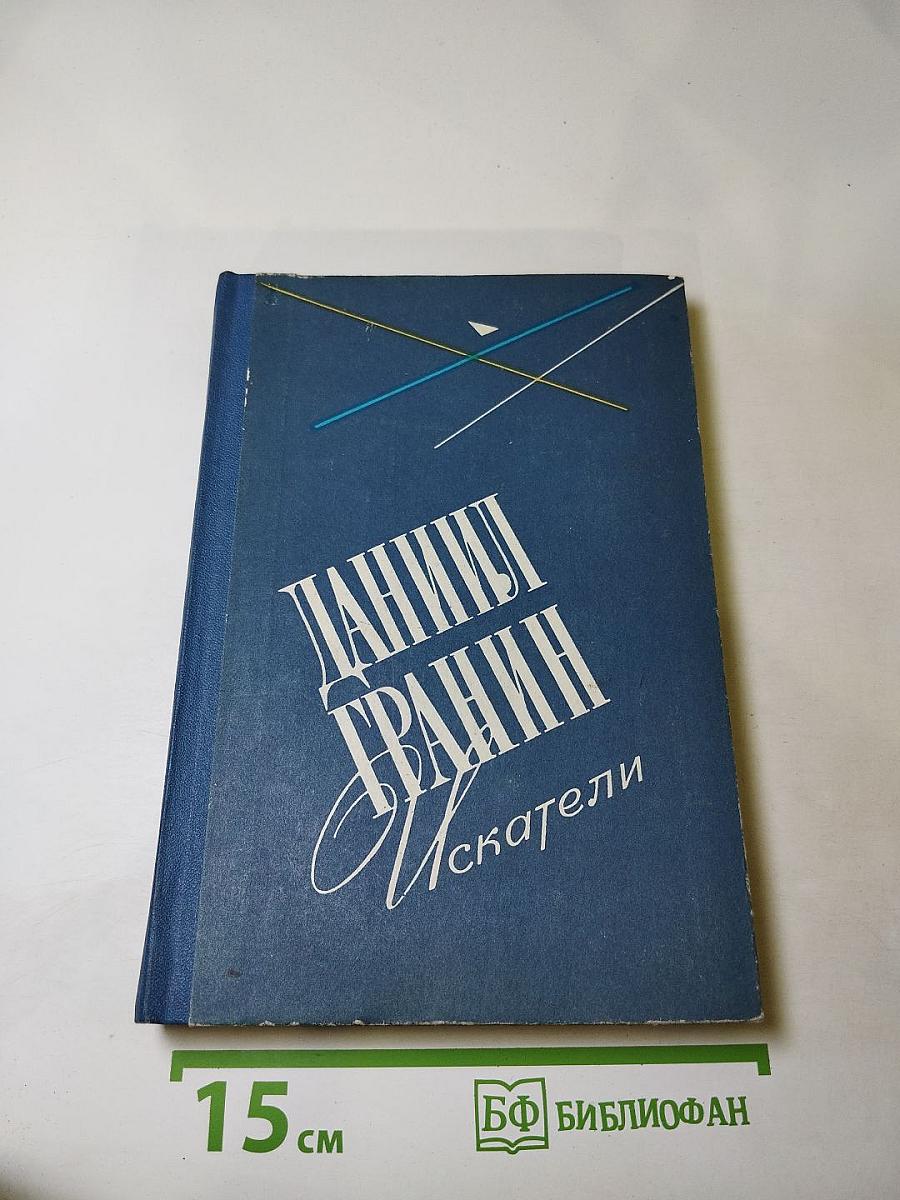 ДАНИИЛ
ГРАНИН
Искатели
15 см
БФ БИБЛИОФАН